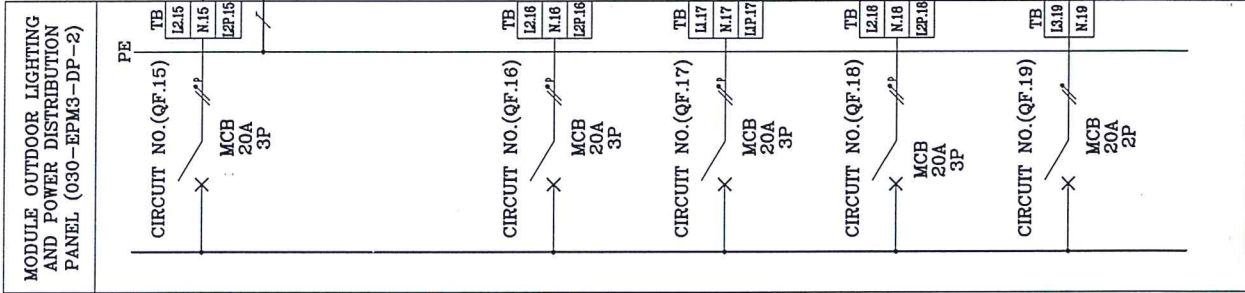 MODULE OUTDOOR LIGHTING
AND POWER DISTRIBUTION
PANEL (030-EPM3-DP-2)
PE
CIRCUIT NO.(QF.15)
MCB
20A
3P
TB
L2.15
N.15
L2P.15
CIRCUIT NO.(QF.16)
MCB
20A
3P
TB
L2.16
N.16
L2P.16
CIRCUIT NO.(QF.17)
MCB
20A
3P
TB
L1.17
N.17
L1P.17
CIRCUIT NO.(QF.18)
MCB
20A
3P
TB
L2.18
N.18
L2P.18
CIRCUIT NO.(QF.19)
MCB
20A
2P
TB
L3.19
N.19